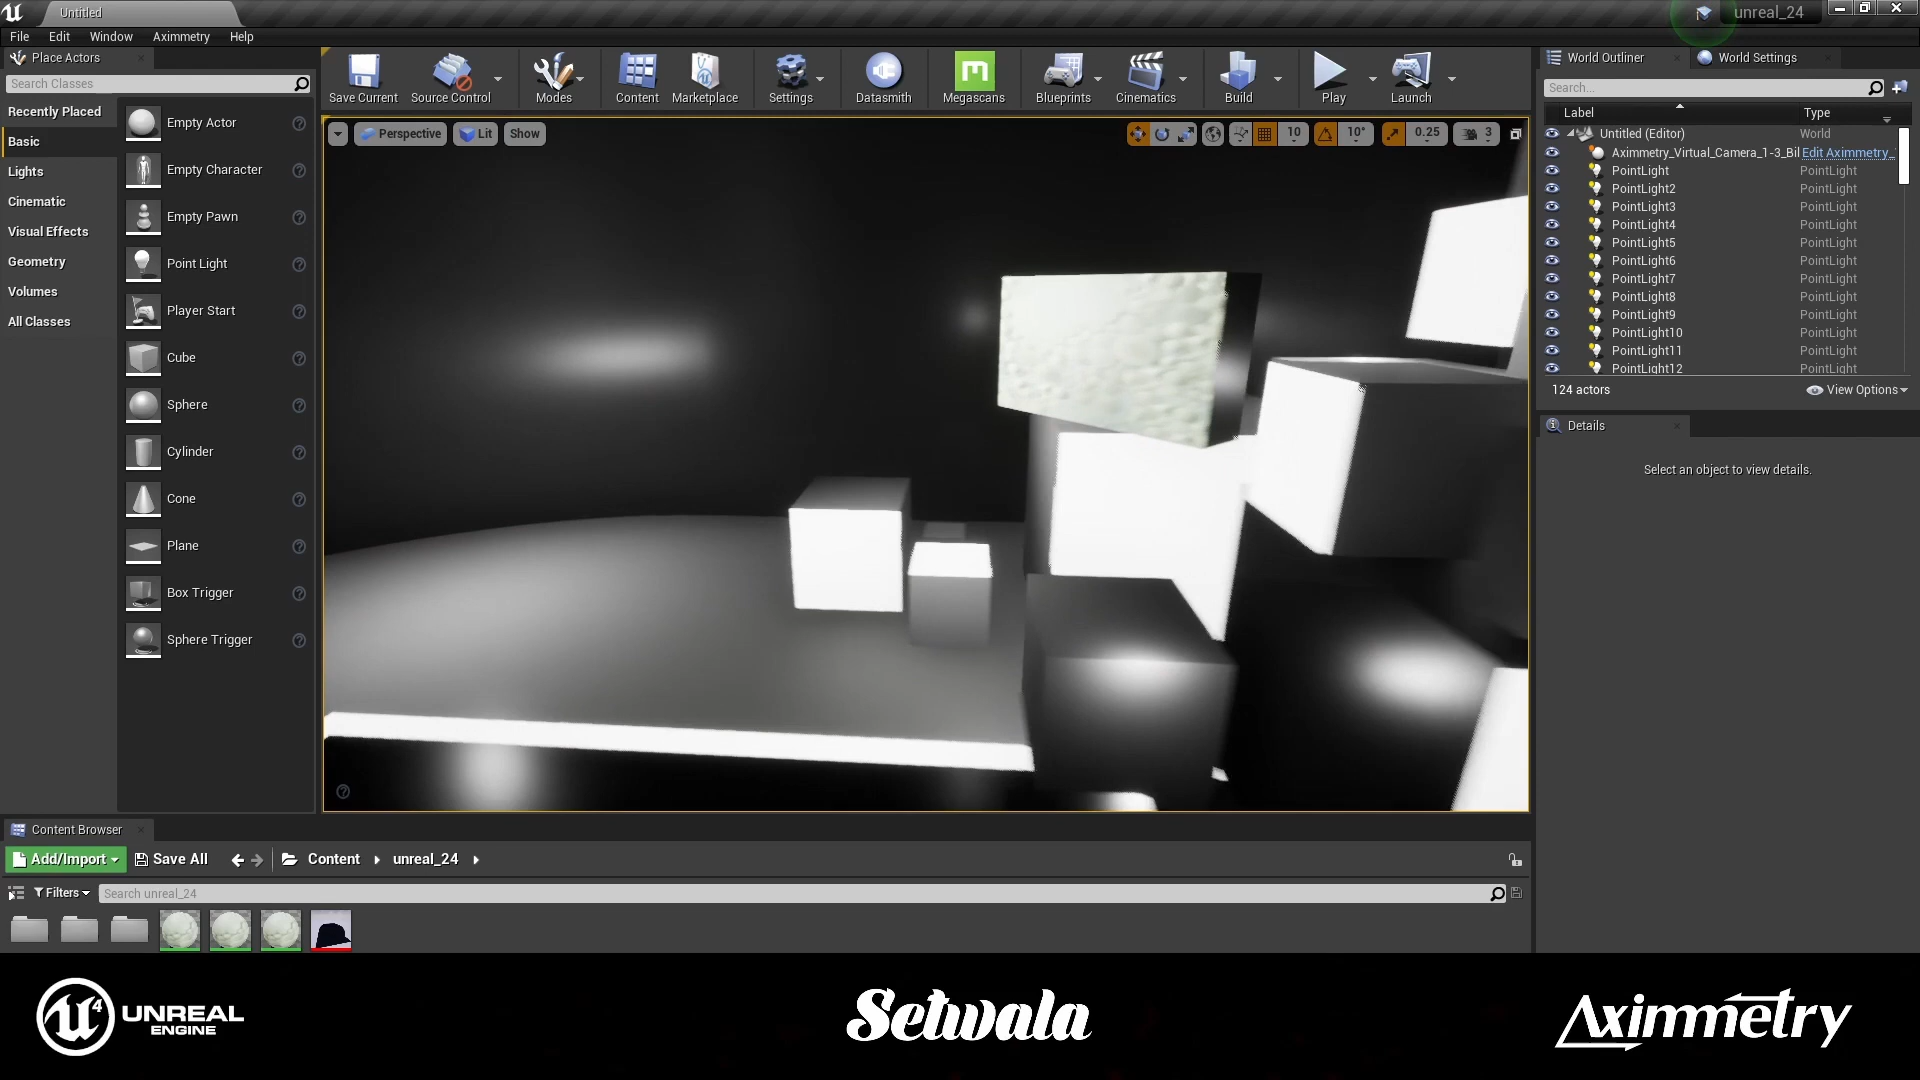 Untitled
unreal_24
File Edit Window Aximmetry Help
Place Actors
Search Classes
Recently Placed
Basic
Lights
Cinematic
Visual Effects
Geometry
Volumes
All Classes
Empty Actor
Empty Character
Empty Pawn
Point Light
Player Start
Cube
Sphere
Cylinder
Cone
Plane
Box Trigger
Sphere Trigger
Save Current Source Control Modes Content Marketplace Settings Datasmith Megascans Blueprints Cinematics Build Play Launch
Perspective Lit Show
10 10° 0.25 3
World Outliner World Settings
Search...
Label Type
Untitled (Editor) World
Aximmetry_Virtual_Camera_1-3_Bil Edit Aximmetry_
PointLight PointLight
PointLight2 PointLight
PointLight3 PointLight
PointLight4 PointLight
PointLight5 PointLight
PointLight6 PointLight
PointLight7 PointLight
PointLight8 PointLight
PointLight9 PointLight
PointLight10 PointLight
PointLight11 PointLight
PointLight12 PointLight
124 actors View Options
Details
Select an object to view details.
Content Browser
Add/Import Save All Content unreal_24
Filters Search unreal_24
UNREAL
ENGINE
Setwala
Aximmetry